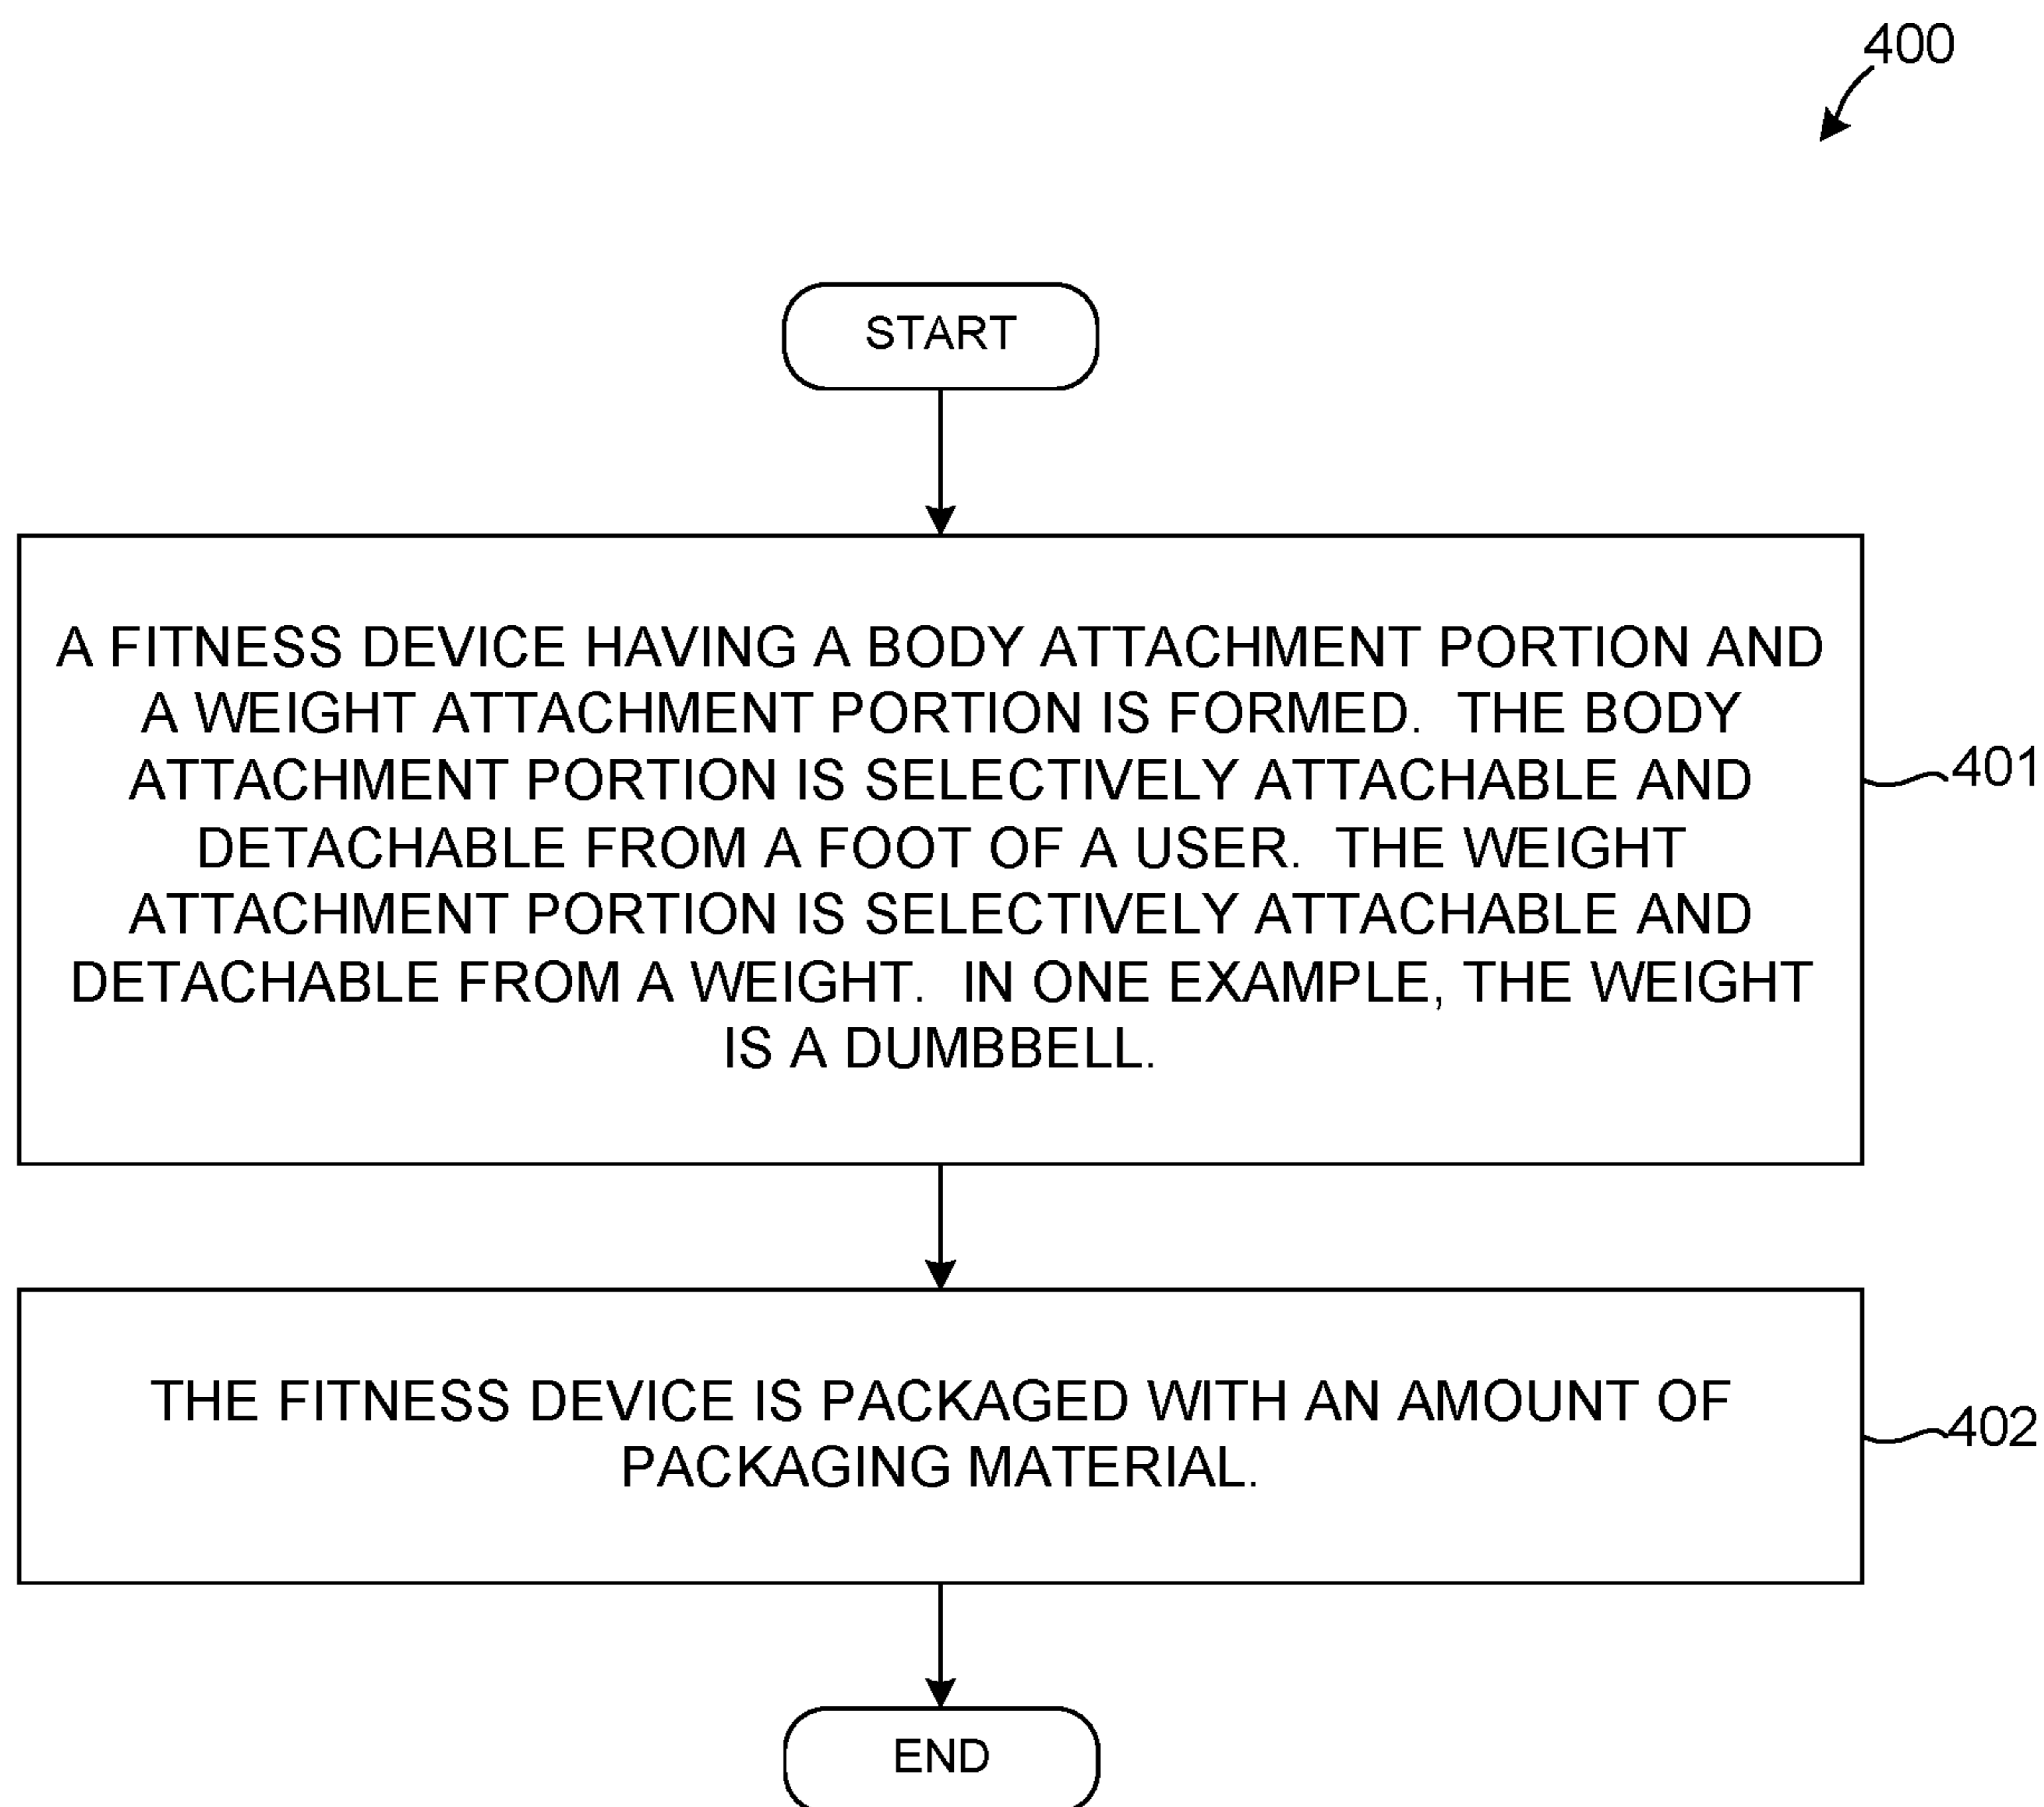 400
START
A FITNESS DEVICE HAVING A BODY ATTACHMENT PORTION AND
A WEIGHT ATTACHMENT PORTION IS FORMED.  THE BODY
ATTACHMENT PORTION IS SELECTIVELY ATTACHABLE AND
DETACHABLE FROM A FOOT OF A USER.  THE WEIGHT
ATTACHMENT PORTION IS SELECTIVELY ATTACHABLE AND
DETACHABLE FROM A WEIGHT.  IN ONE EXAMPLE, THE WEIGHT
IS A DUMBBELL.
401
THE FITNESS DEVICE IS PACKAGED WITH AN AMOUNT OF
PACKAGING MATERIAL.
402
END